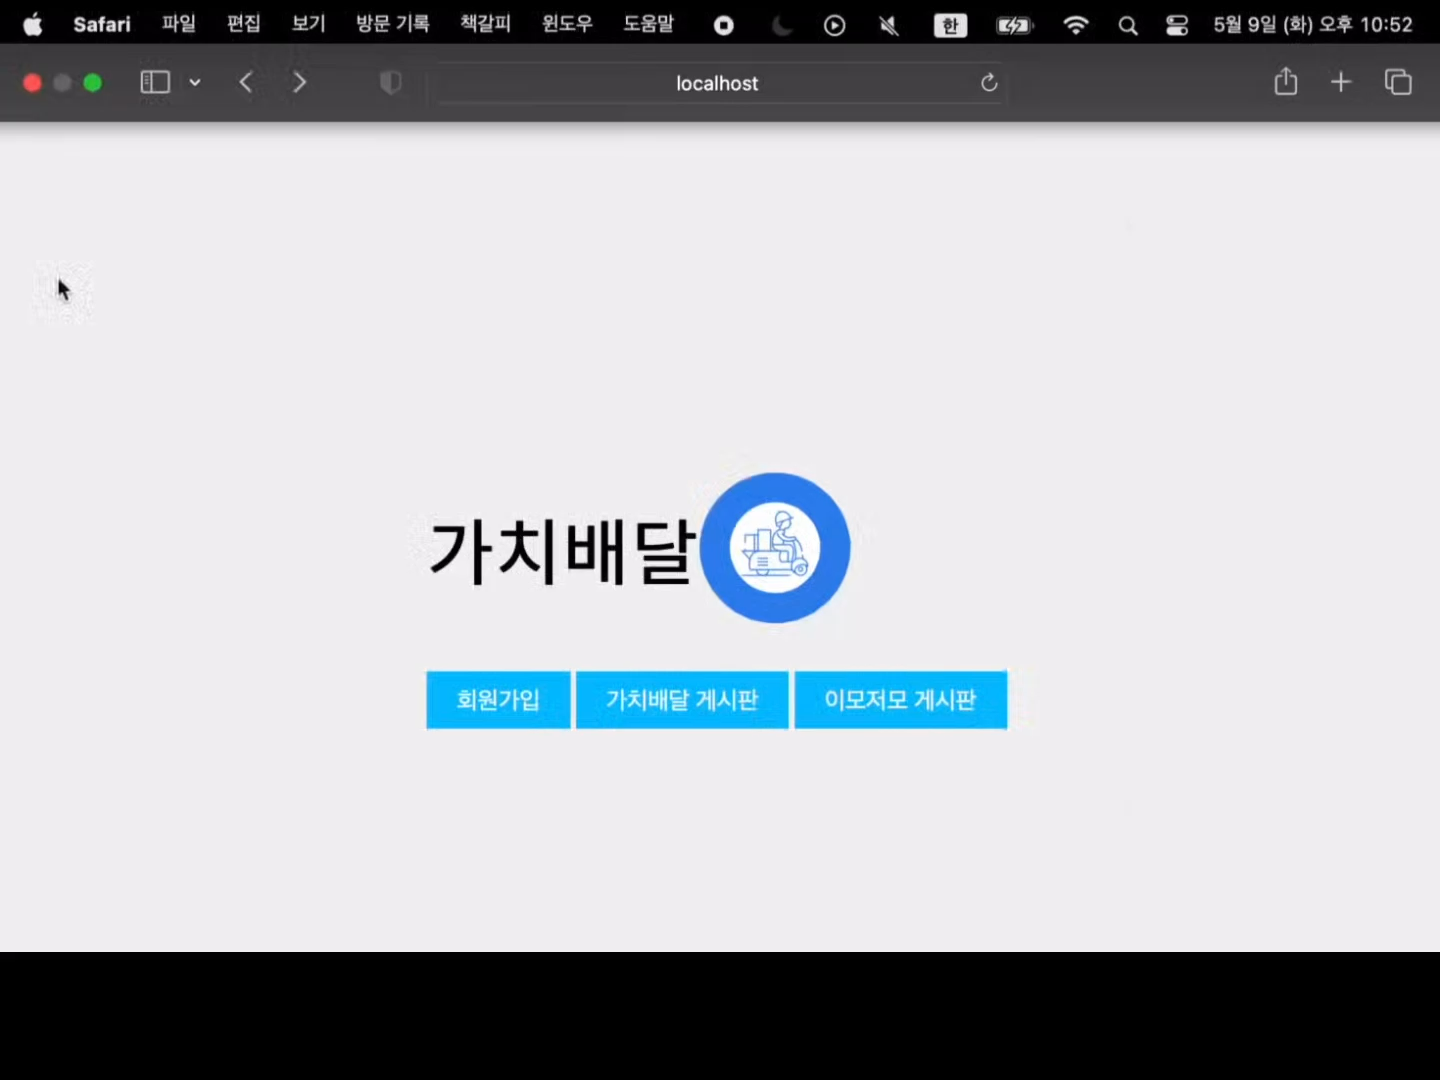 Safari 파일 편집 보기 방문 기록 책갈피 윈도우 도움말 한 5월 9일 (화) 오후 10:52
localhost
가치배달
회원가입 가치배달 게시판 이모저모 게시판